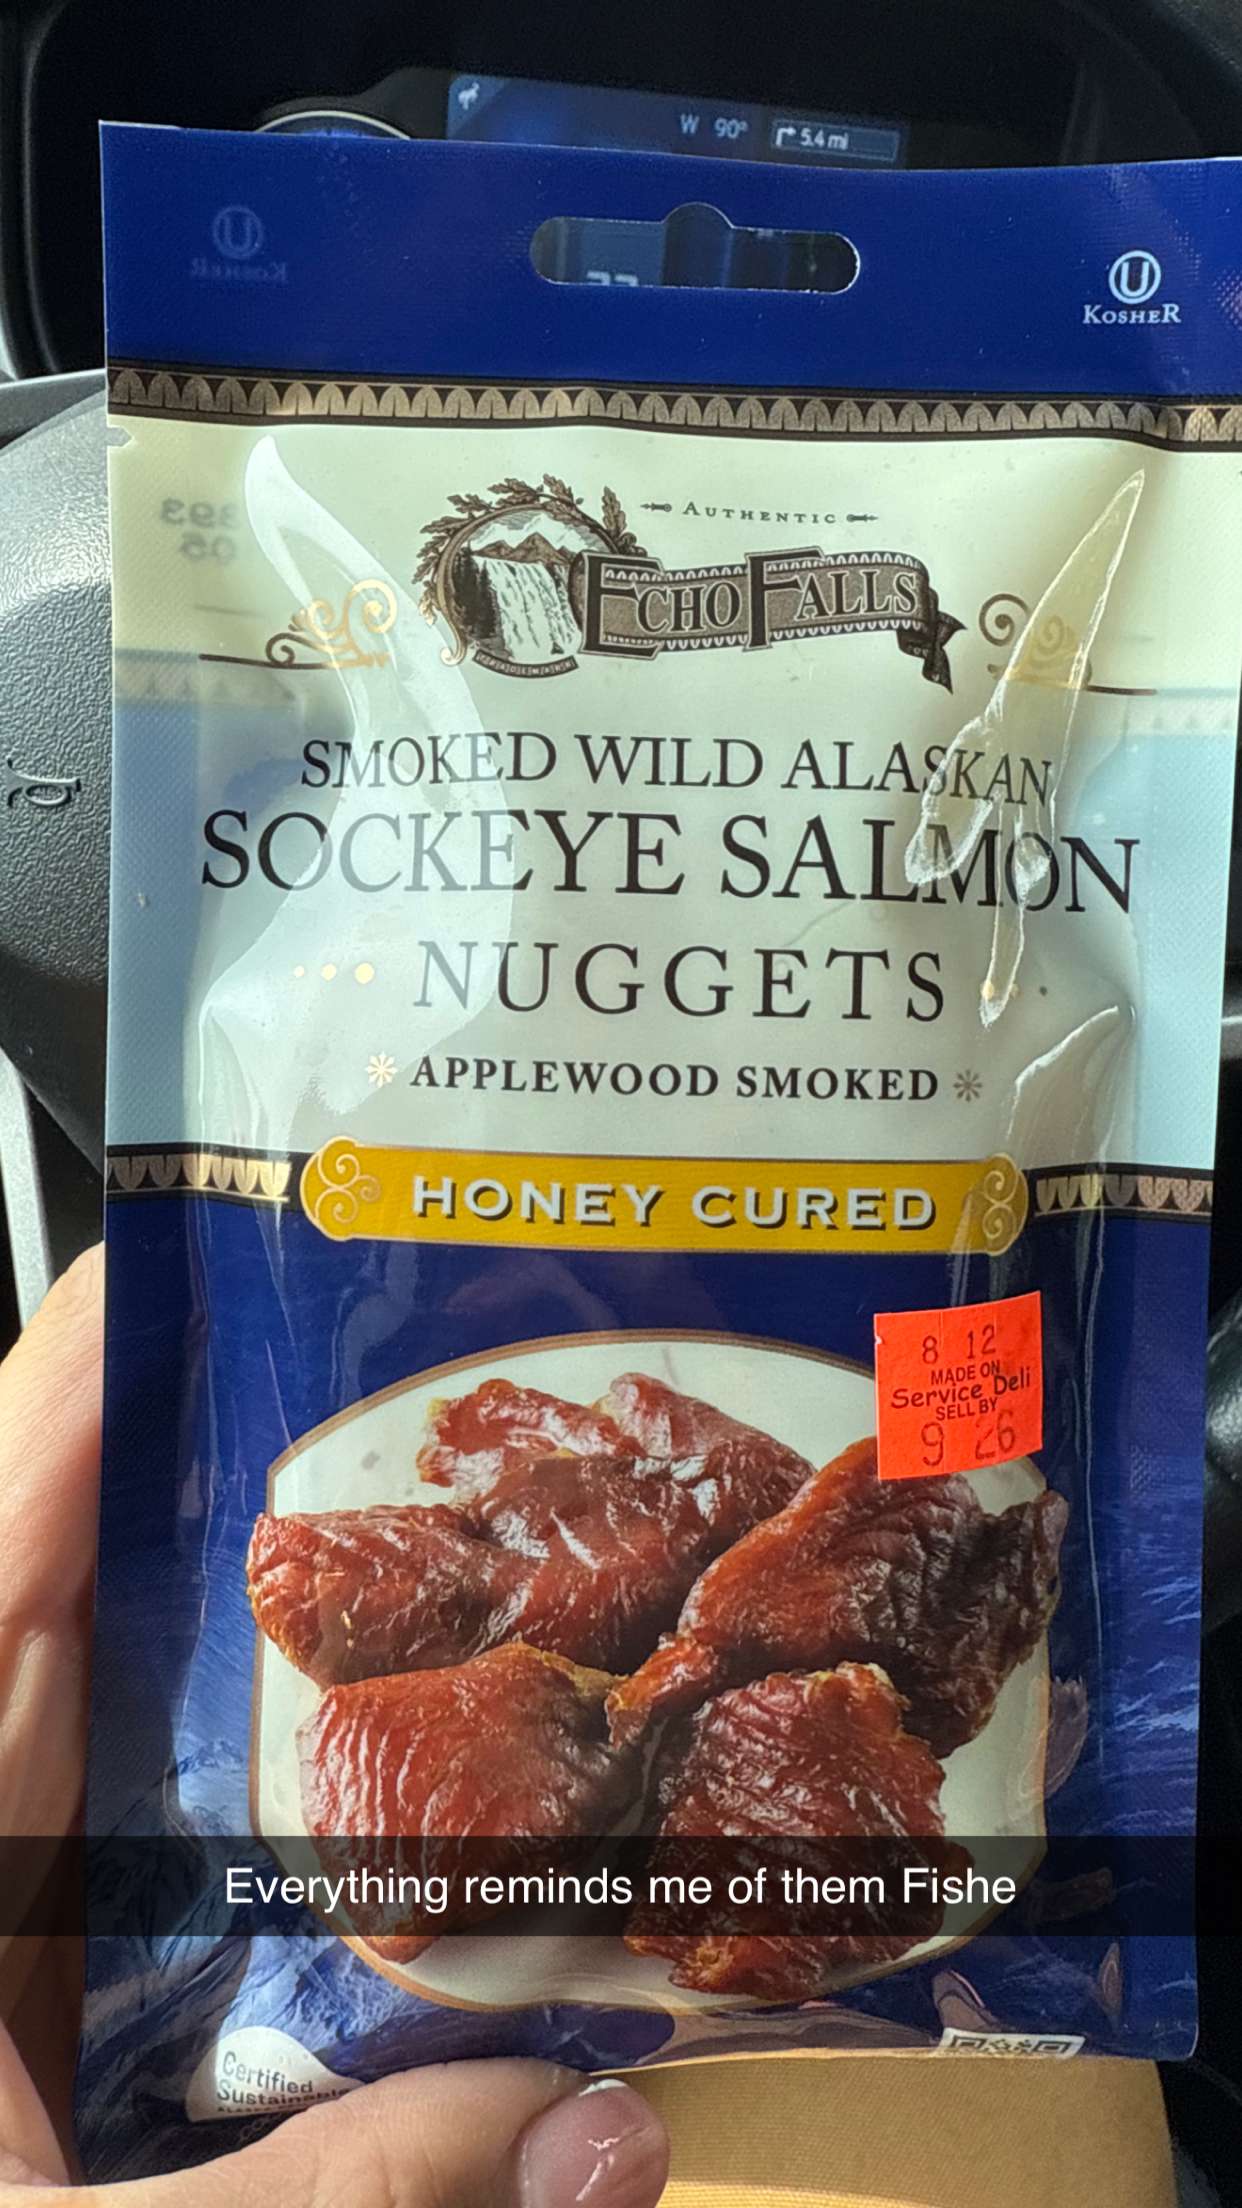 W 90° 5.4 mi
U
KOSHER
AUTHENTIC
ECHO FALLS
SMOKED WILD ALASKAN
SOCKEYE SALMON
NUGGETS
APPLEWOOD SMOKED
HONEY CURED
8 12
MADE ON
Service Deli
SELL BY
9 26
Everything reminds me of them Fishe
Certified
Sustainable